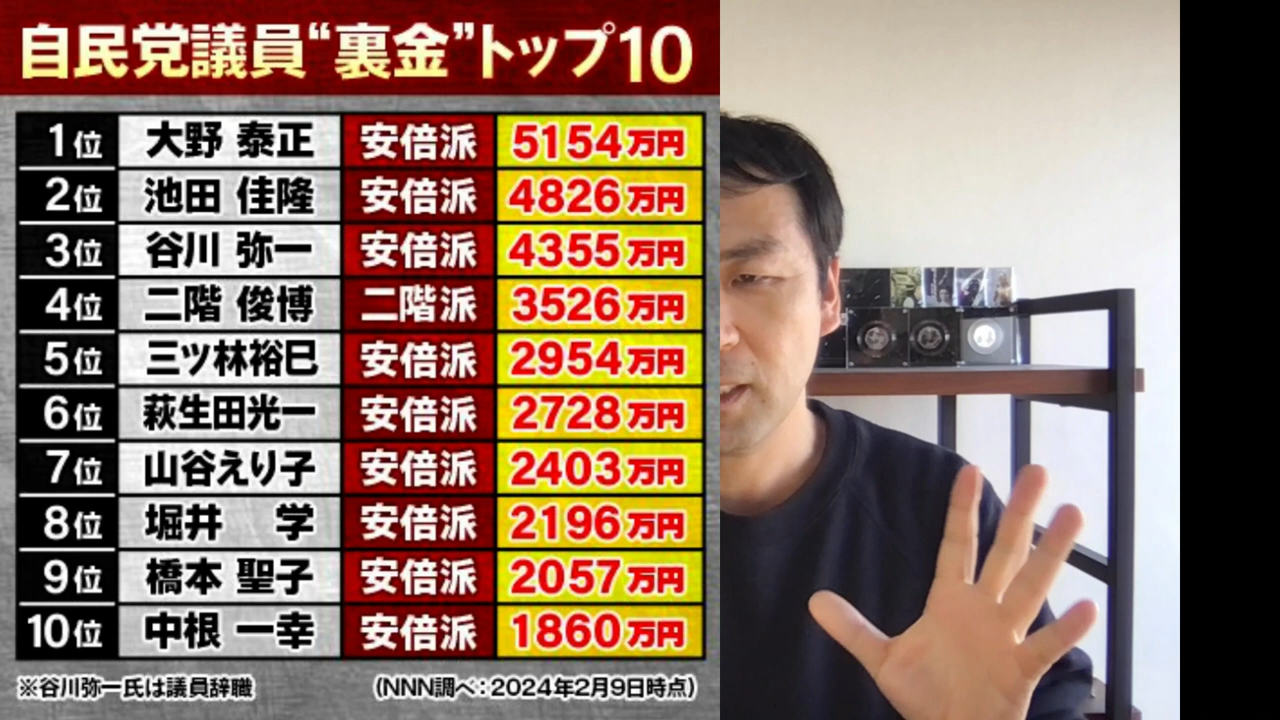 自民党議員“裏金”トップ10
1位 大野 泰正 安倍派 5154万円
2位 池田 佳隆 安倍派 4826万円
3位 谷川 弥一 安倍派 4355万円
4位 二階 俊博 二階派 3526万円
5位 三ツ林裕巳 安倍派 2954万円
6位 萩生田光一 安倍派 2728万円
7位 山谷えり子 安倍派 2403万円
8位 堀井 学 安倍派 2196万円
9位 橋本 聖子 安倍派 2057万円
10位 中根 一幸 安倍派 1860万円
※谷川弥一氏は議員辞職 (NNN調べ:2024年2月9日時点)